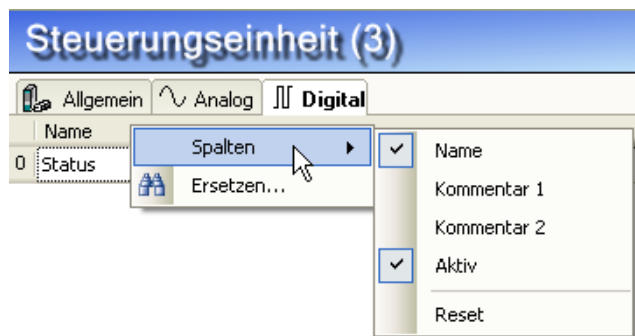 Steuerungseinheit (3)
Allgemein Analog Digital
Name
0 Status
Spalten
Ersetzen...
Name
Kommentar 1
Kommentar 2
Aktiv
Reset